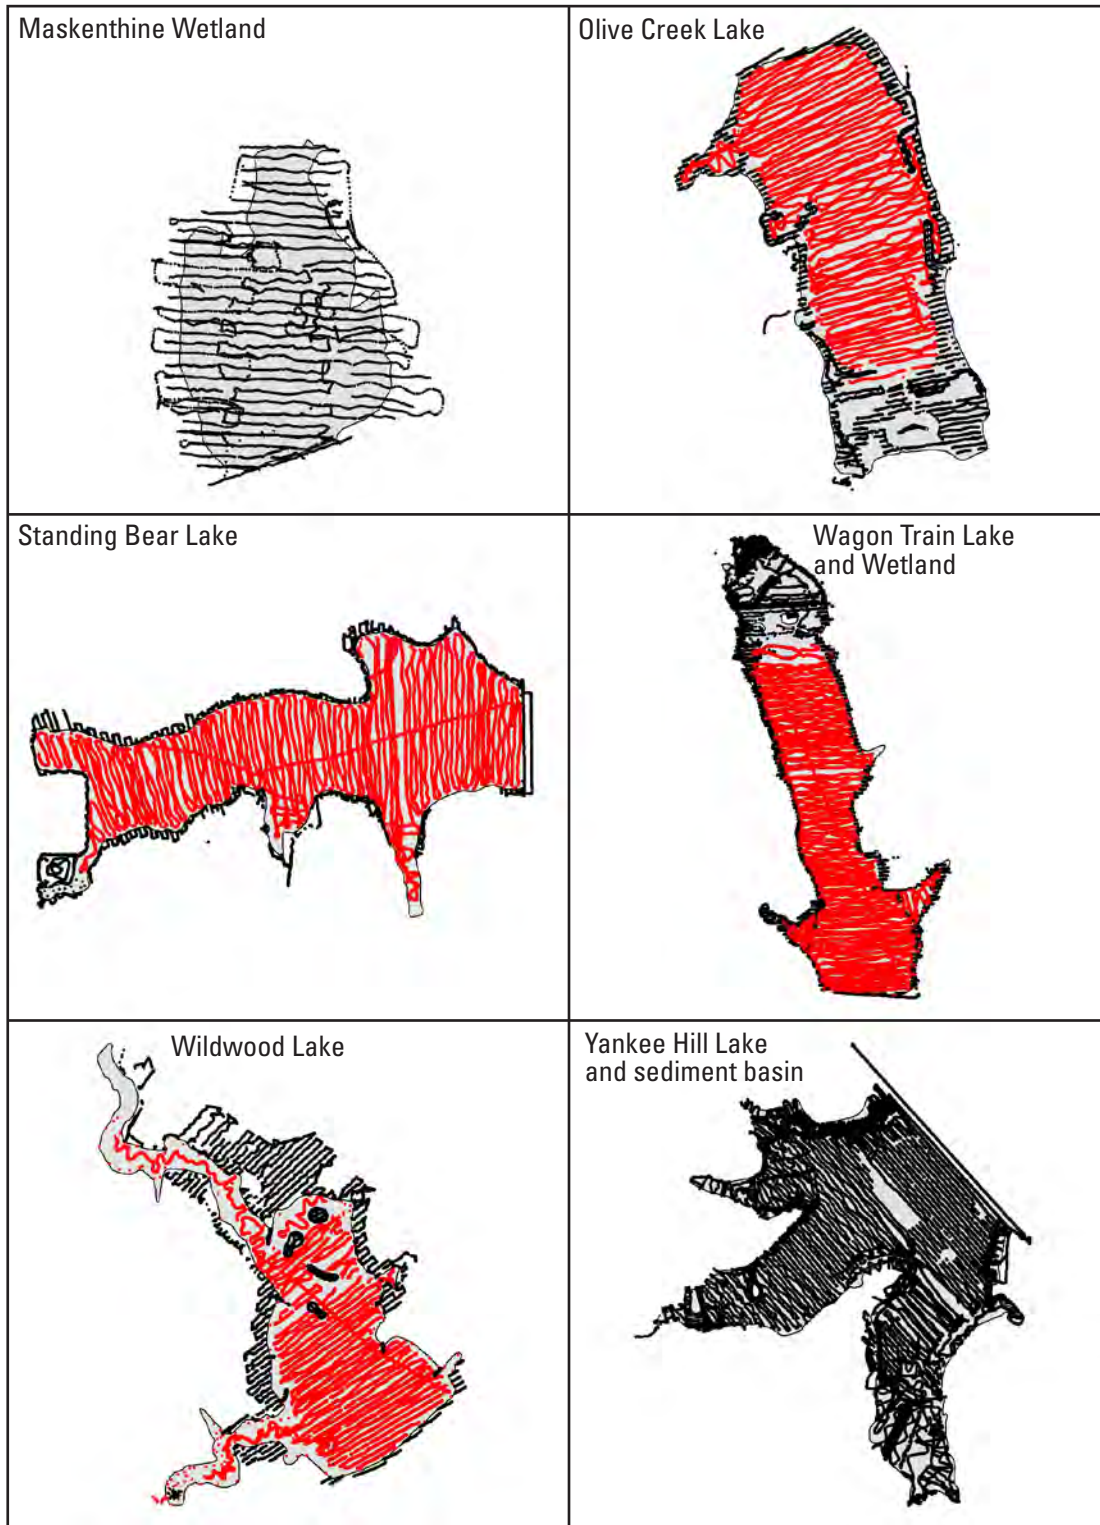 Maskenthine Wetland
Olive Creek Lake
Standing Bear Lake
Wagon Train Lake
and Wetland
Wildwood Lake
Yankee Hill Lake
and sediment basin